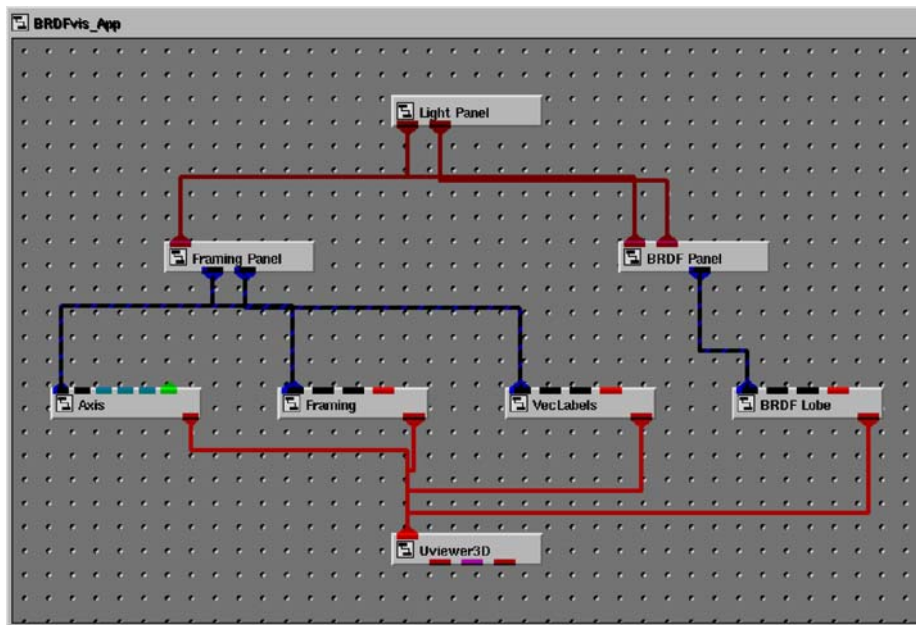 BRDFvis_App
Light Panel
Framing Panel
BRDF Panel
Axis
Framing
VecLabels
BRDF Lobe
Uviewer3D